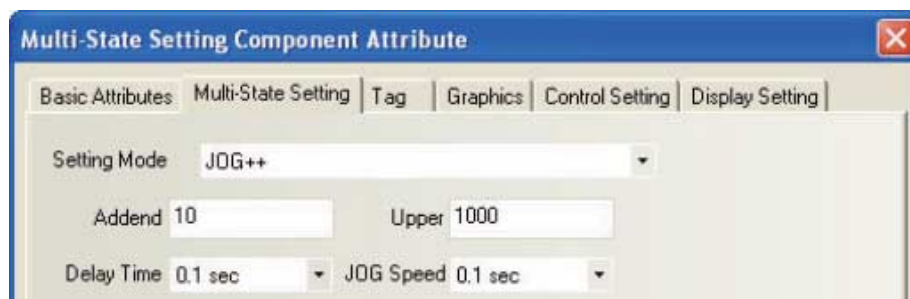 Multi-State Setting Component Attribute
Basic Attributes Multi-State Setting Tag Graphics Control Setting Display Setting
Setting Mode JOG++
Addend 10 Upper 1000
Delay Time 0.1 sec JOG Speed 0.1 sec